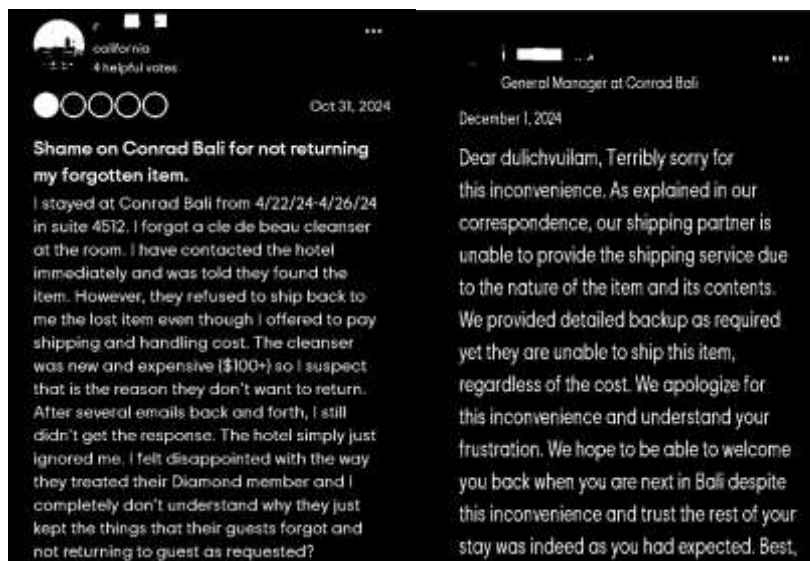 california
4 helpful votes
Oct 31, 2024
Shame on Conrad Bali for not returning
my forgotten item.
I stayed at Conrad Bali from 4/22/24-4/26/24
in suite 4512. I forgot a cle de beau cleanser
at the room. I have contacted the hotel
immediately and was told they found the
item. However, they refused to ship back to
me the lost item even though I offered to pay
shipping and handling cost. The cleanser
was new and expensive ($100+) so I suspect
that is the reason they don't want to return.
After several emails back and forth, I still
didn't get the response. The hotel simply just
ignored me. I felt disappointed with the way
they treated their Diamond member and I
completely don't understand why they just
kept the things that their guests forgot and
not returning to guest as requested?
General Manager at Conrad Bali
December 1, 2024
Dear dulichvuilam, Terribly sorry for
this inconvenience. As explained in our
correspondence, our shipping partner is
unable to provide the shipping service due
to the nature of the item and its contents.
We provided detailed backup as required
yet they are unable to ship this item,
regardless of the cost. We apologize for
this inconvenience and understand your
frustration. We hope to be able to welcome
you back when you are next in Bali despite
this inconvenience and trust the rest of your
stay was indeed as you had expected. Best,